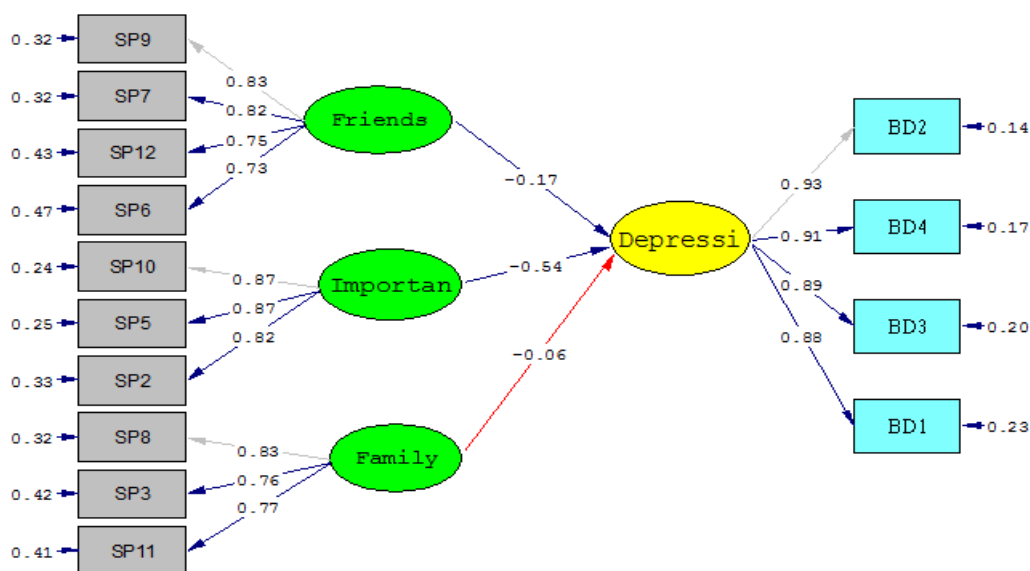 0.32 SP9
0.83
0.32 SP7
0.82
Friends
0.43 SP12
0.75
0.73
0.47 SP6
-0.17
0.24 SP10
0.87
Importan
0.25 SP5
0.87
0.82
0.33 SP2
-0.54
0.32 SP8
0.83
Family
0.42 SP3
0.76
0.77
0.41 SP11
-0.06
Depressi
0.93
BD2 0.14
0.91
BD4 0.17
0.89
BD3 0.20
0.88
BD1 0.23